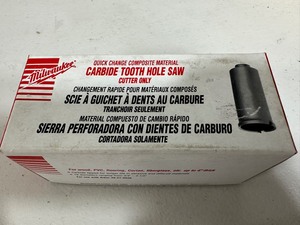 Milwaukee
QUICK CHANGE COMPOSITE MATERIAL
CARBIDE TOOTH HOLE SAW
CUTTER ONLY
CHANGEMENT RAPIDE POUR MATÉRIAUX COMPOSÉS
SCIE À GUICHET À DENTS AU CARBURE
TRANCHOIR SEULEMENT
MATERIAL COMPUESTO DE CAMBIO RÁPIDO
SIERRA PERFORADORA CON DIENTES DE CARBURO
CORTADORA SOLAMENTE